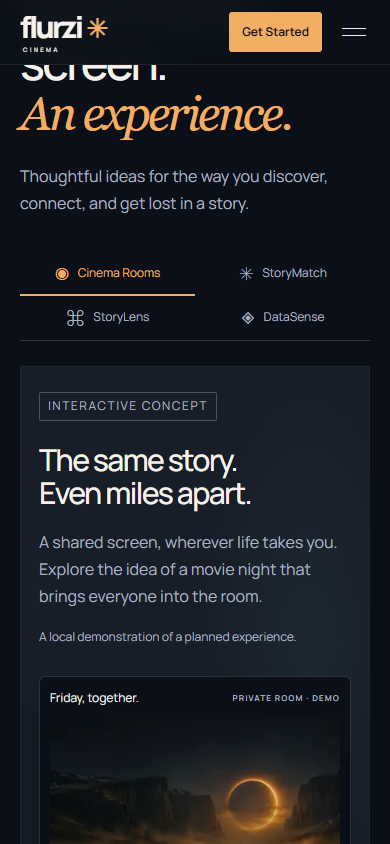 flurzi
CINEMA
Get Started
screen.
An experience.
Thoughtful ideas for the way you discover,
connect, and get lost in a story.
Cinema Rooms
StoryMatch
StoryLens
DataSense
INTERACTIVE CONCEPT
The same story.
Even miles apart.
A shared screen, wherever life takes you.
Explore the idea of a movie night that
brings everyone into the room.
A local demonstration of a planned experience.
Friday, together.
PRIVATE ROOM · DEMO